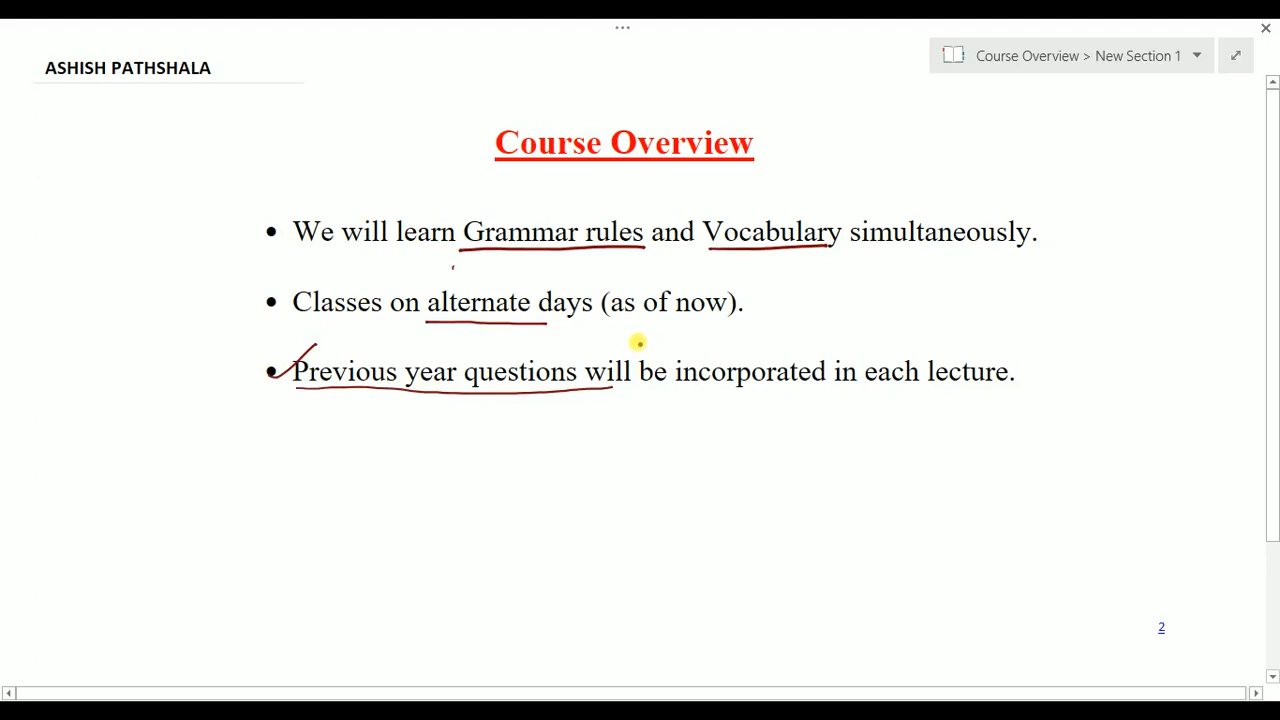 ASHISH PATHSHALA
Course Overview > New Section 1
Course Overview
• We will learn Grammar rules and Vocabulary simultaneously.
• Classes on alternate days (as of now).
• Previous year questions will be incorporated in each lecture.
2